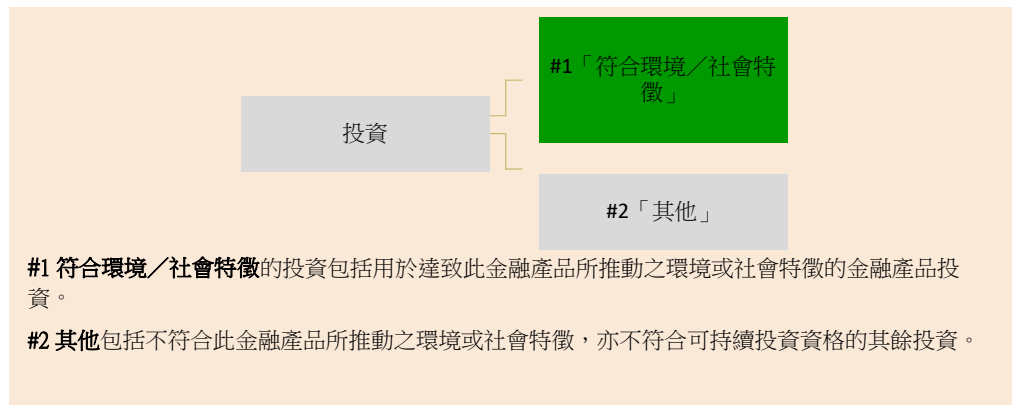 #1「符合環境／社會特
徵」
投資
#2「其他」
#1 符合環境／社會特徵的投資包括用於達致此金融產品所推動之環境或社會特徵的金融產品投
資。
#2 其他包括不符合此金融產品所推動之環境或社會特徵，亦不符合可持續投資資格的其餘投資。